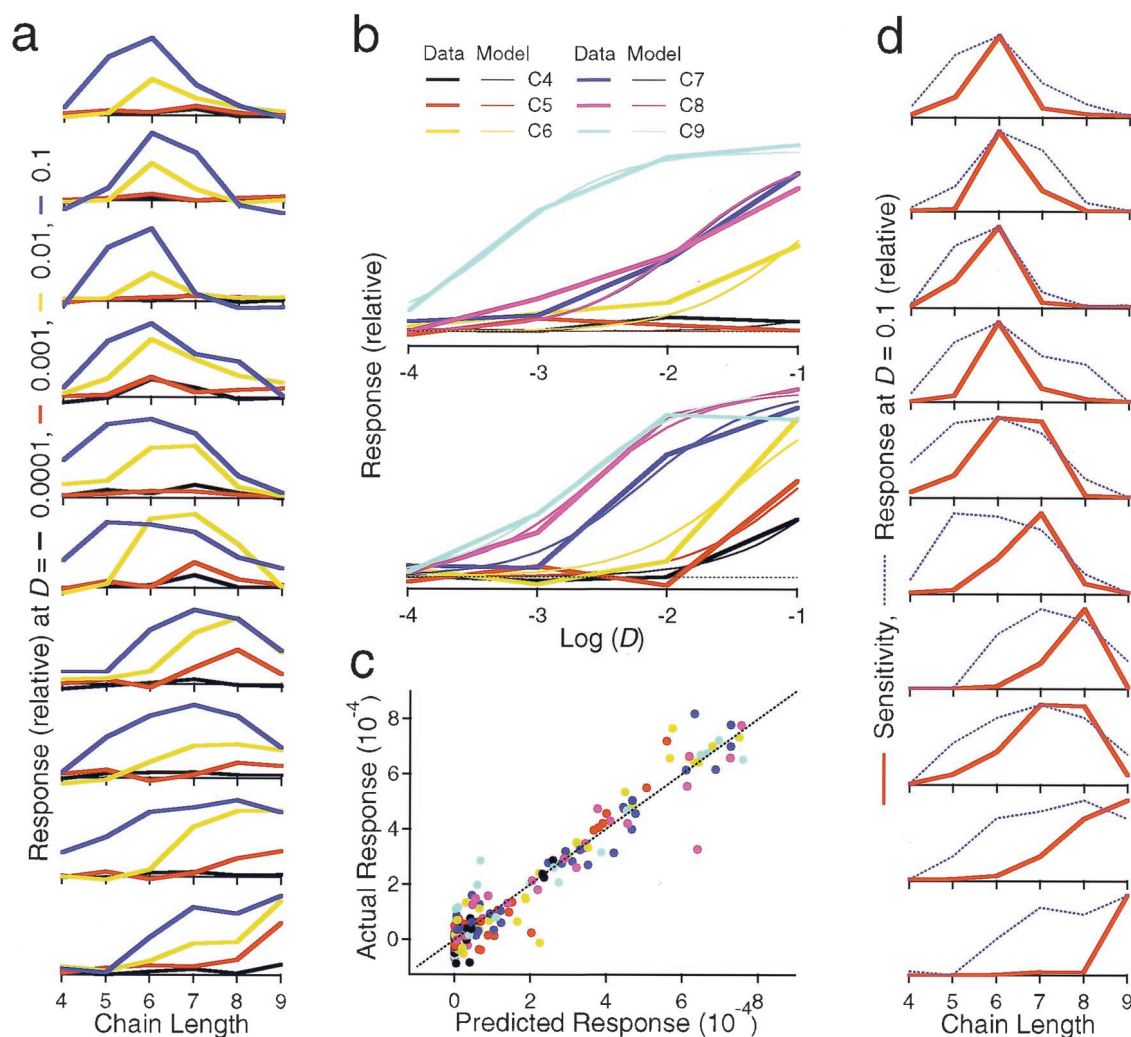 a
Response (relative) at D = — 0.0001, — 0.001, — 0.01, — 0.1
4 5 6 7 8 9
Chain Length
b
Data Model Data Model
C4 C7
C5 C8
C6 C9
Response (relative)
-4 -3 -2 -1
-4 -3 -2 -1
Log (D)
c
Actual Response (10⁻⁴)
8
6
4
2
0
0 2 4 6 8
Predicted Response (10⁻⁴)
d
Sensitivity, Response at D = 0.1 (relative)
4 5 6 7 8 9
Chain Length